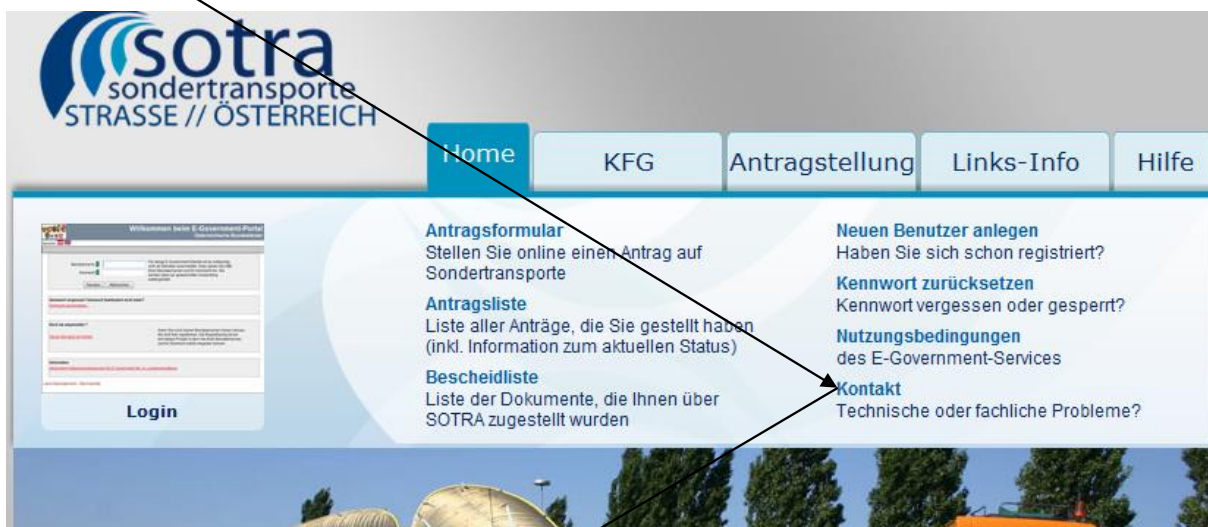 sotra
sondertransporte
STRASSE // ÖSTERREICH
Home
KFG
Antragstellung
Links-Info
Hilfe
Willkommen beim E-Government-Portal
Login
Antragsformular
Stellen Sie online einen Antrag auf
Sondertransporte
Antragsliste
Liste aller Anträge, die Sie gestellt haben
(inkl. Information zum aktuellen Status)
Bescheidliste
Liste der Dokumente, die Ihnen über
SOTRA zugestellt wurden
Neuen Benutzer anlegen
Haben Sie sich schon registriert?
Kennwort zurücksetzen
Kennwort vergessen oder gesperrt?
Nutzungsbedingungen
des E-Government-Services
Kontakt
Technische oder fachliche Probleme?